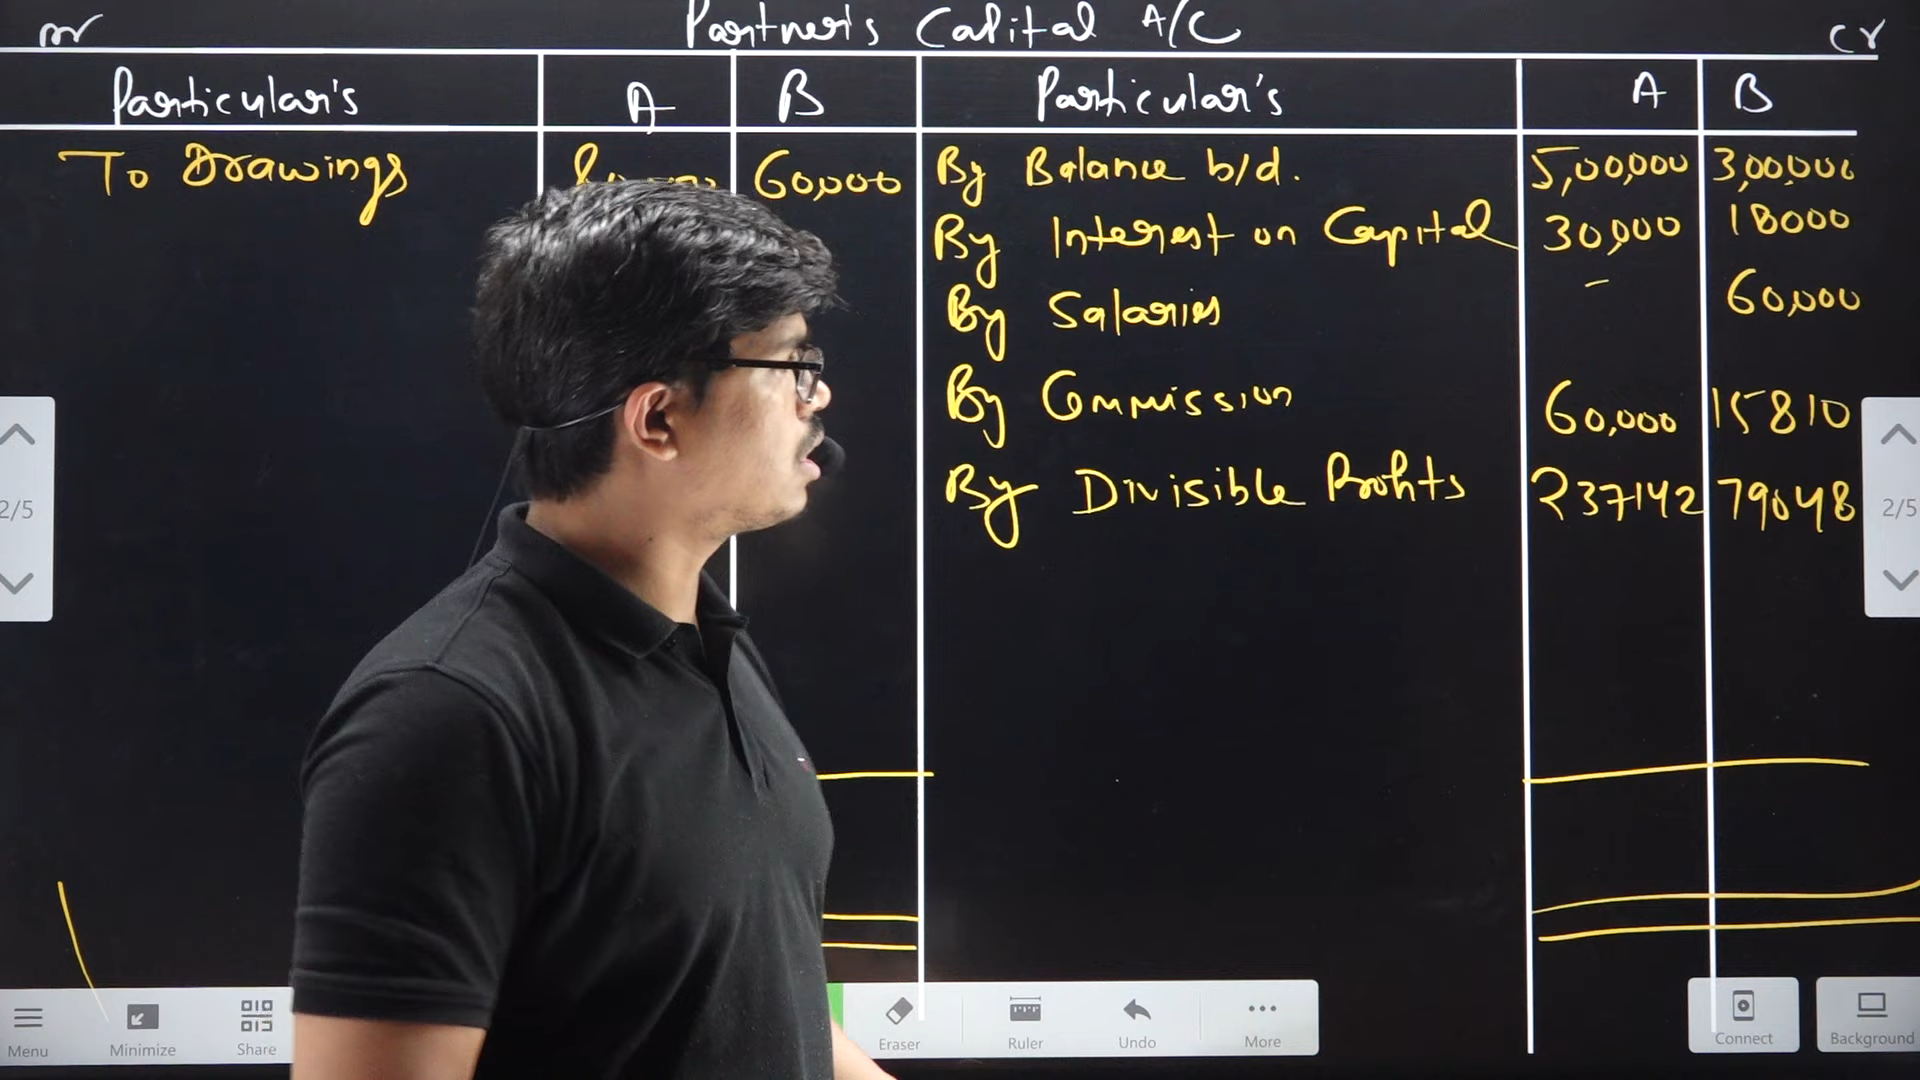 Partner's Capital A/C
Dr Cr
Particular's A B Particular's A B
To Drawings 60,000 By Balance b/d. 5,00,000 3,00,000
By Interest on Capital 30,000 18000
By Salaries - 60,000
By Commission 60,000 15810
By Divisible Profits 237142 79048
2/5 2/5
Menu Minimize Share Eraser Ruler Undo More Connect Background